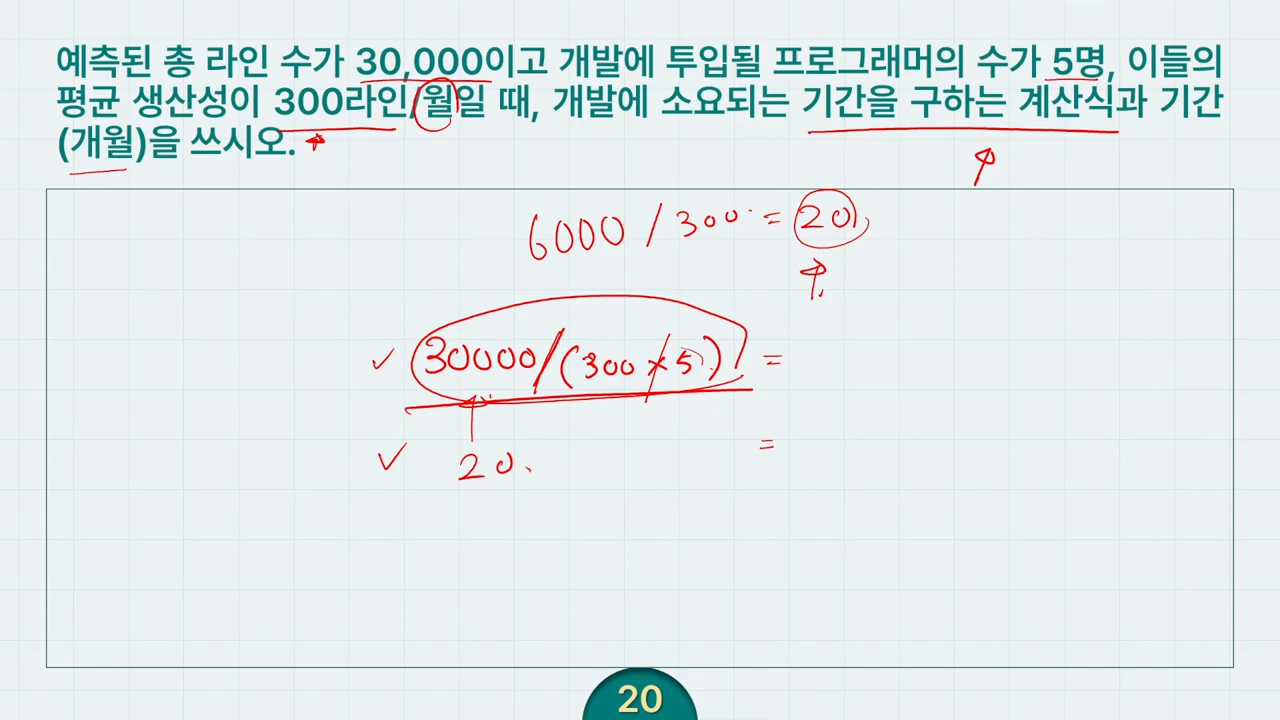 예측된 총 라인 수가 30,000이고 개발에 투입될 프로그래머의 수가 5명, 이들의
평균 생산성이 300라인/월일 때, 개발에 소요되는 기간을 구하는 계산식과 기간
(개월)을 쓰시오.
6000 / 300 = 20
30000/(300×5) =
20 =
20